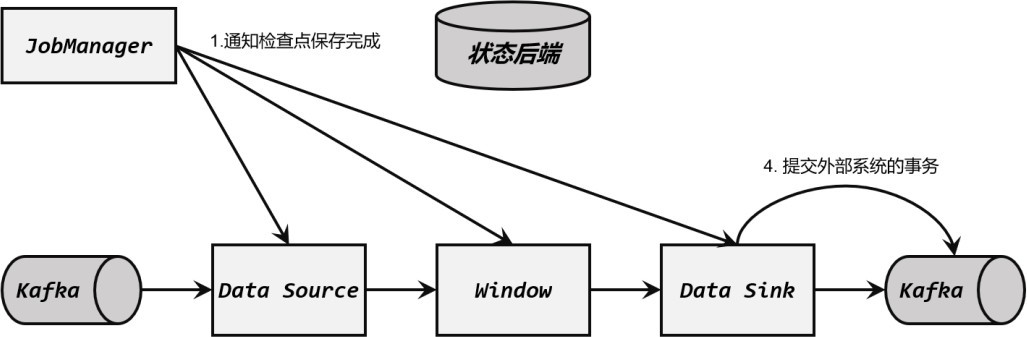 JobManager
1.通知检查点保存完成
状态后端
4. 提交外部系统的事务
Kafka
Data Source
Window
Data Sink
Kafka